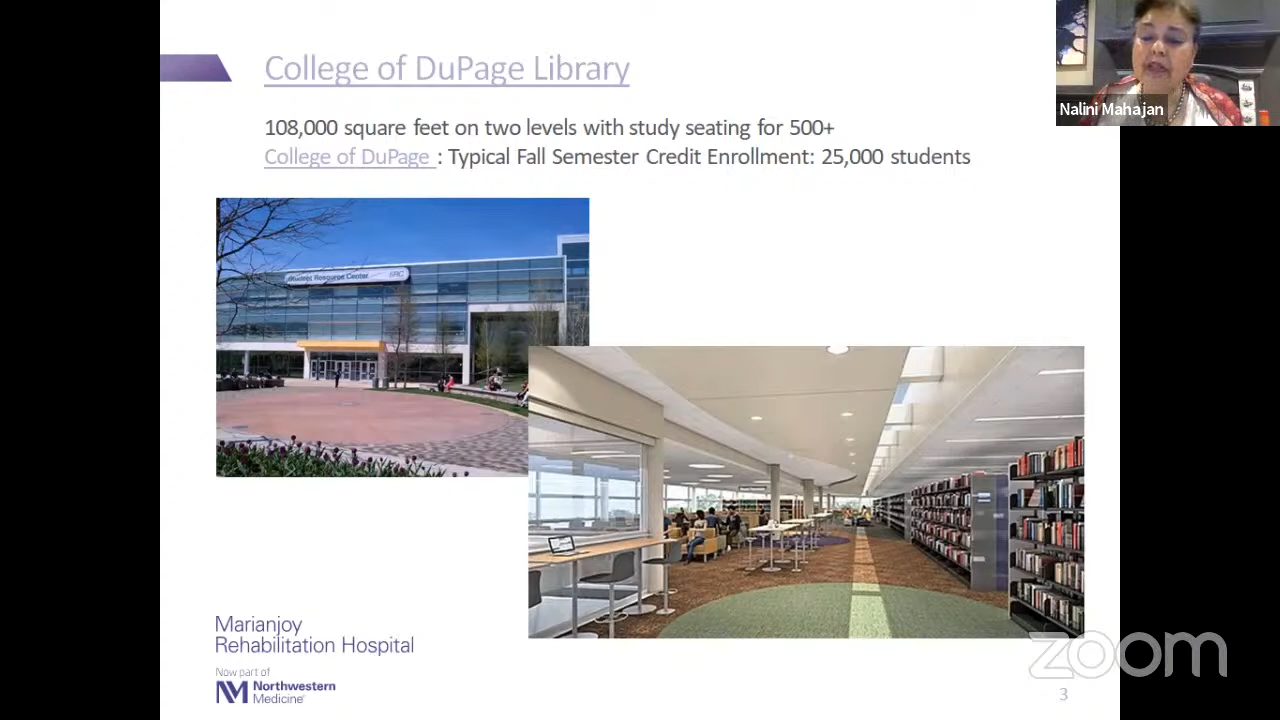 College of DuPage Library
Nalini Mahajan
108,000 square feet on two levels with study seating for 500+
College of DuPage : Typical Fall Semester Credit Enrollment: 25,000 students
Student Resource Center SRC
Marianjoy
Rehabilitation Hospital
Now part of
NM Northwestern
Medicine
zoom
3